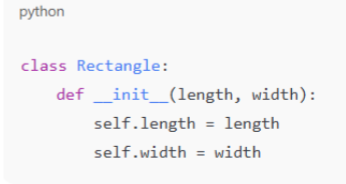 python
class Rectangle:
    def __init__(length, width):
        self.length = length
        self.width = width